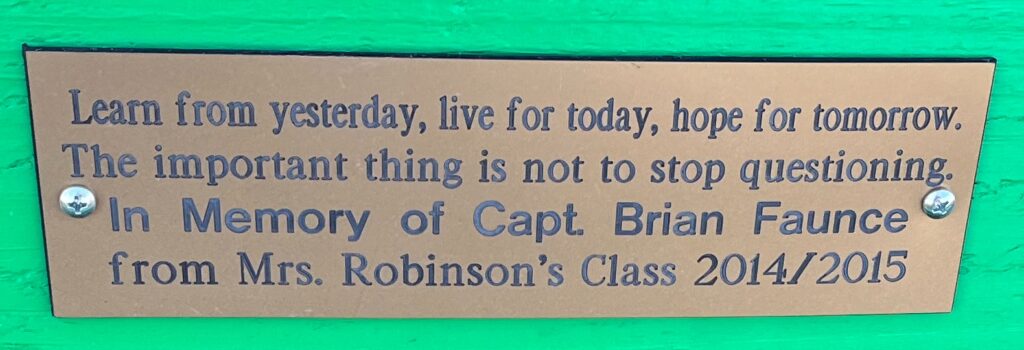 Learn from yesterday, live for today, hope for tomorrow.
The important thing is not to stop questioning.
In Memory of Capt. Brian Faunce
from Mrs. Robinson's Class 2014/2015